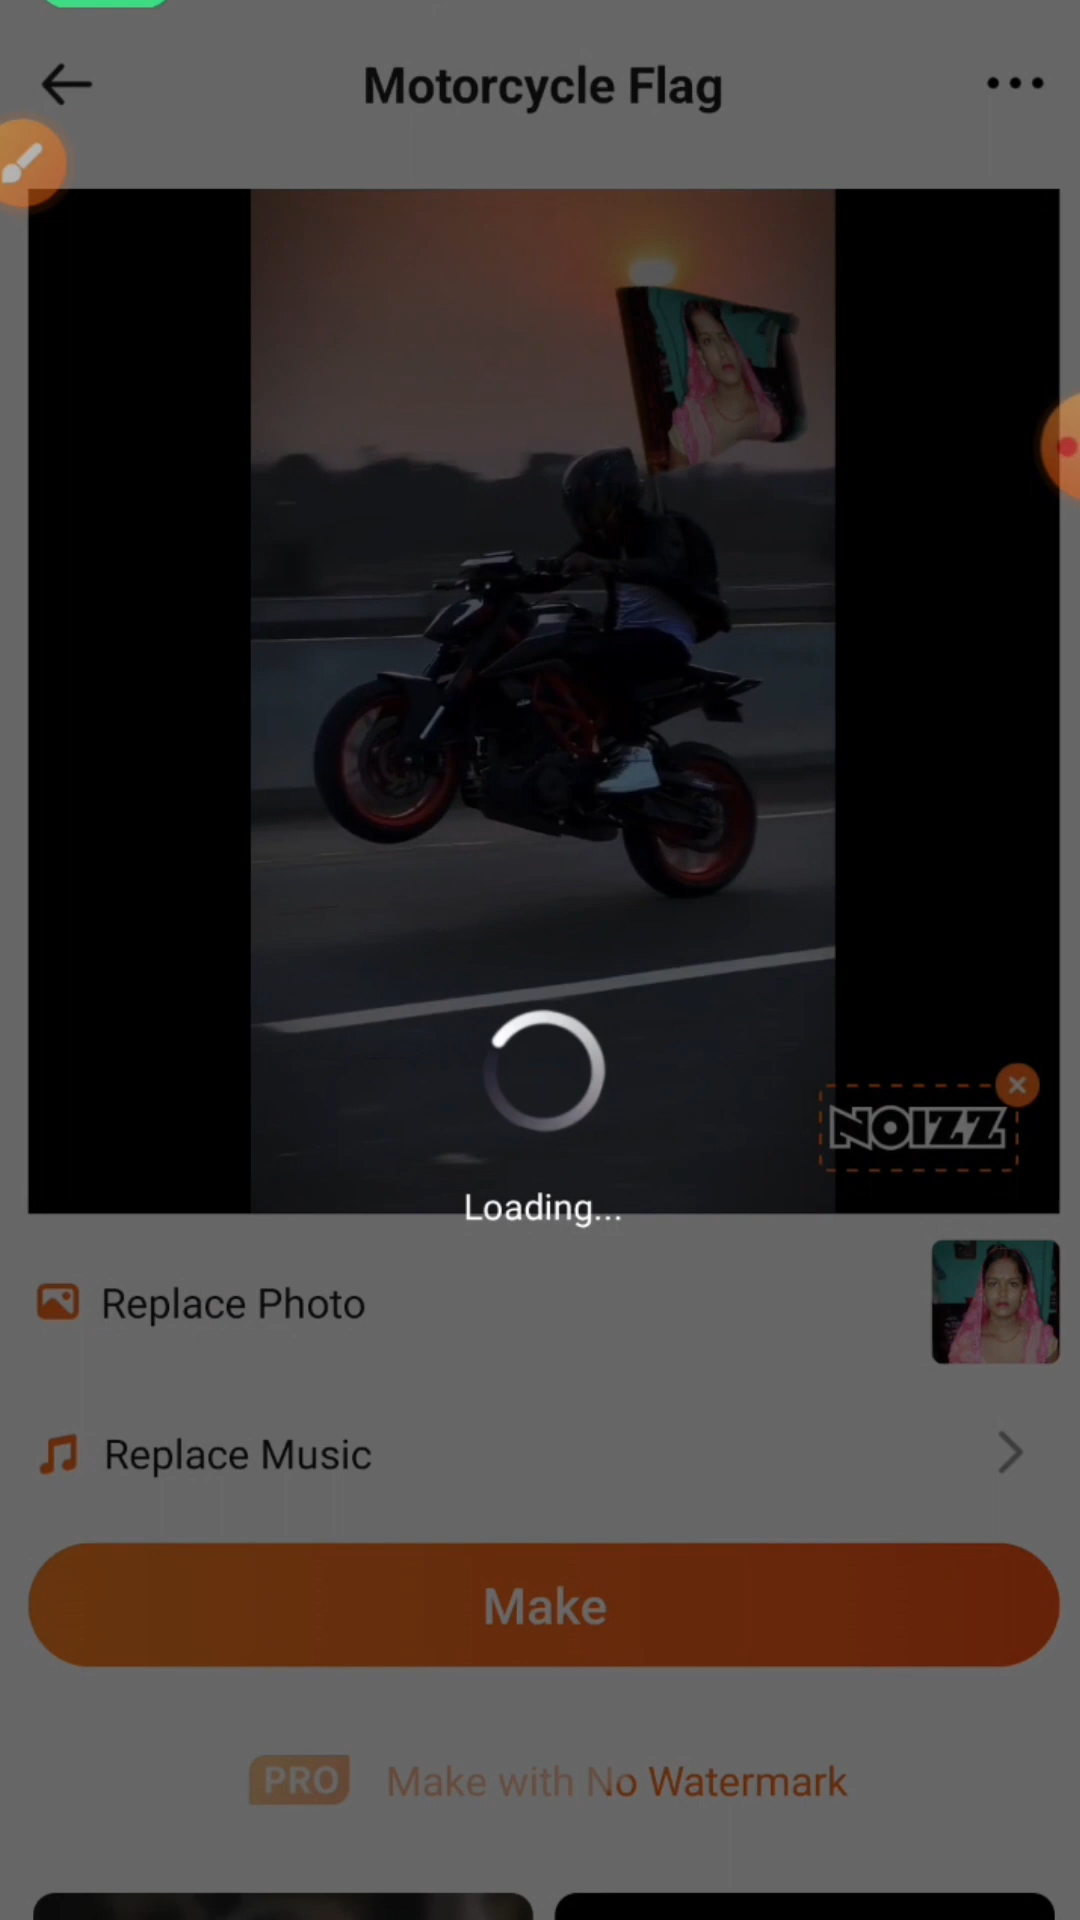 Motorcycle Flag
NOIZZ
Loading...
Replace Photo
Replace Music
Make
PRO Make with No Watermark